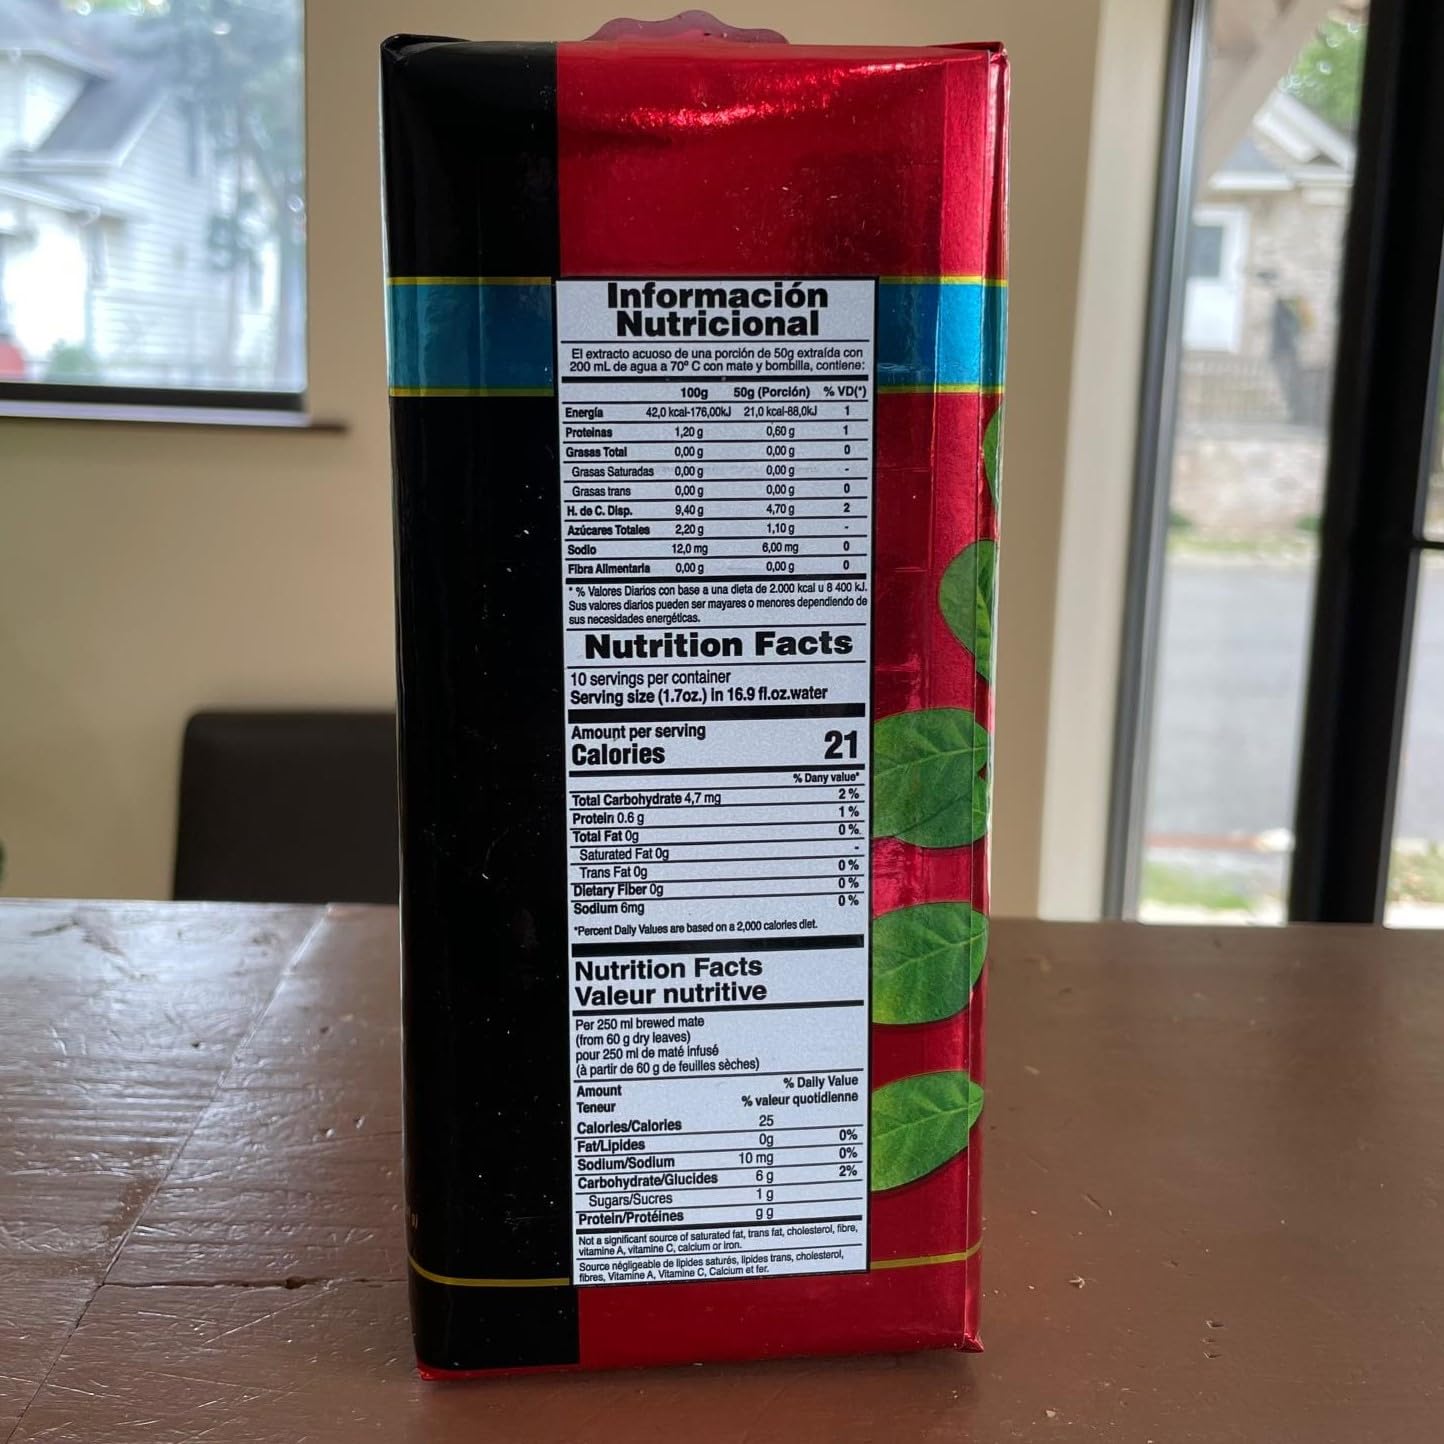 Información
Nutricional
El extracto acuoso de una porción de 50g extraída con
200 mL de agua a 70º C con mate y bombilla, contiene:
100g 50g (Porción) % VD(*)
Energía 42,0 kcal-176,00kJ 21,0 kcal-88,0kJ 1
Proteinas 1,20 g 0,60 g 1
Grasas Total 0,00 g 0,00 g 0
Grasas Saturadas 0,00 g 0,00 g -
Grasas trans 0,00 g 0,00 g 0
H. de C. Disp. 9,40 g 4,70 g 2
Azúcares Totales 2,20 g 1,10 g -
Sodio 12,0 mg 6,00 mg 0
Fibra Alimentaria 0,00 g 0,00 g 0
* % Valores Diarios con base a una dieta de 2.000 kcal u 8 400 kJ.
Sus valores diarios pueden ser mayares o menores dependiendo de
sus necesidades energéticas.
Nutrition Facts
10 servings per container
Serving size (1.7oz.) in 16.9 fl.oz.water
Amount per serving
Calories 21
% Dany value*
Total Carbohydrate 4,7 mg 2%
Protein 0.6 g 1%
Total Fat 0g 0%.
Saturated Fat 0g -
Trans Fat 0g 0%
Dietary Fiber 0g 0%
Sodium 6mg 0%
*Percent Daily Values are based on a 2,000 calories diet.
Nutrition Facts
Valeur nutritive
Per 250 ml brewed mate
(from 60 g dry leaves)
pour 250 ml de maté infusé
(à partir de 60 g de feuilles sèches)
Amount % Daily Value
Teneur % valeur quotidienne
Calories/Calories 25
Fat/Lipides 0g 0%
Sodium/Sodium 10 mg 0%
Carbohydrate/Glucides 6 g 2%
Sugars/Sucres 1 g
Protein/Protéines g g
Not a significant source of saturated fat, trans fat, cholesterol, fibre,
vitamine A, vitamine C, calcium or iron.
Source négligeable de lipides saturés, lipides trans, cholesterol,
fibres, Vitamine A, Vitamine C, Calcium et fer.